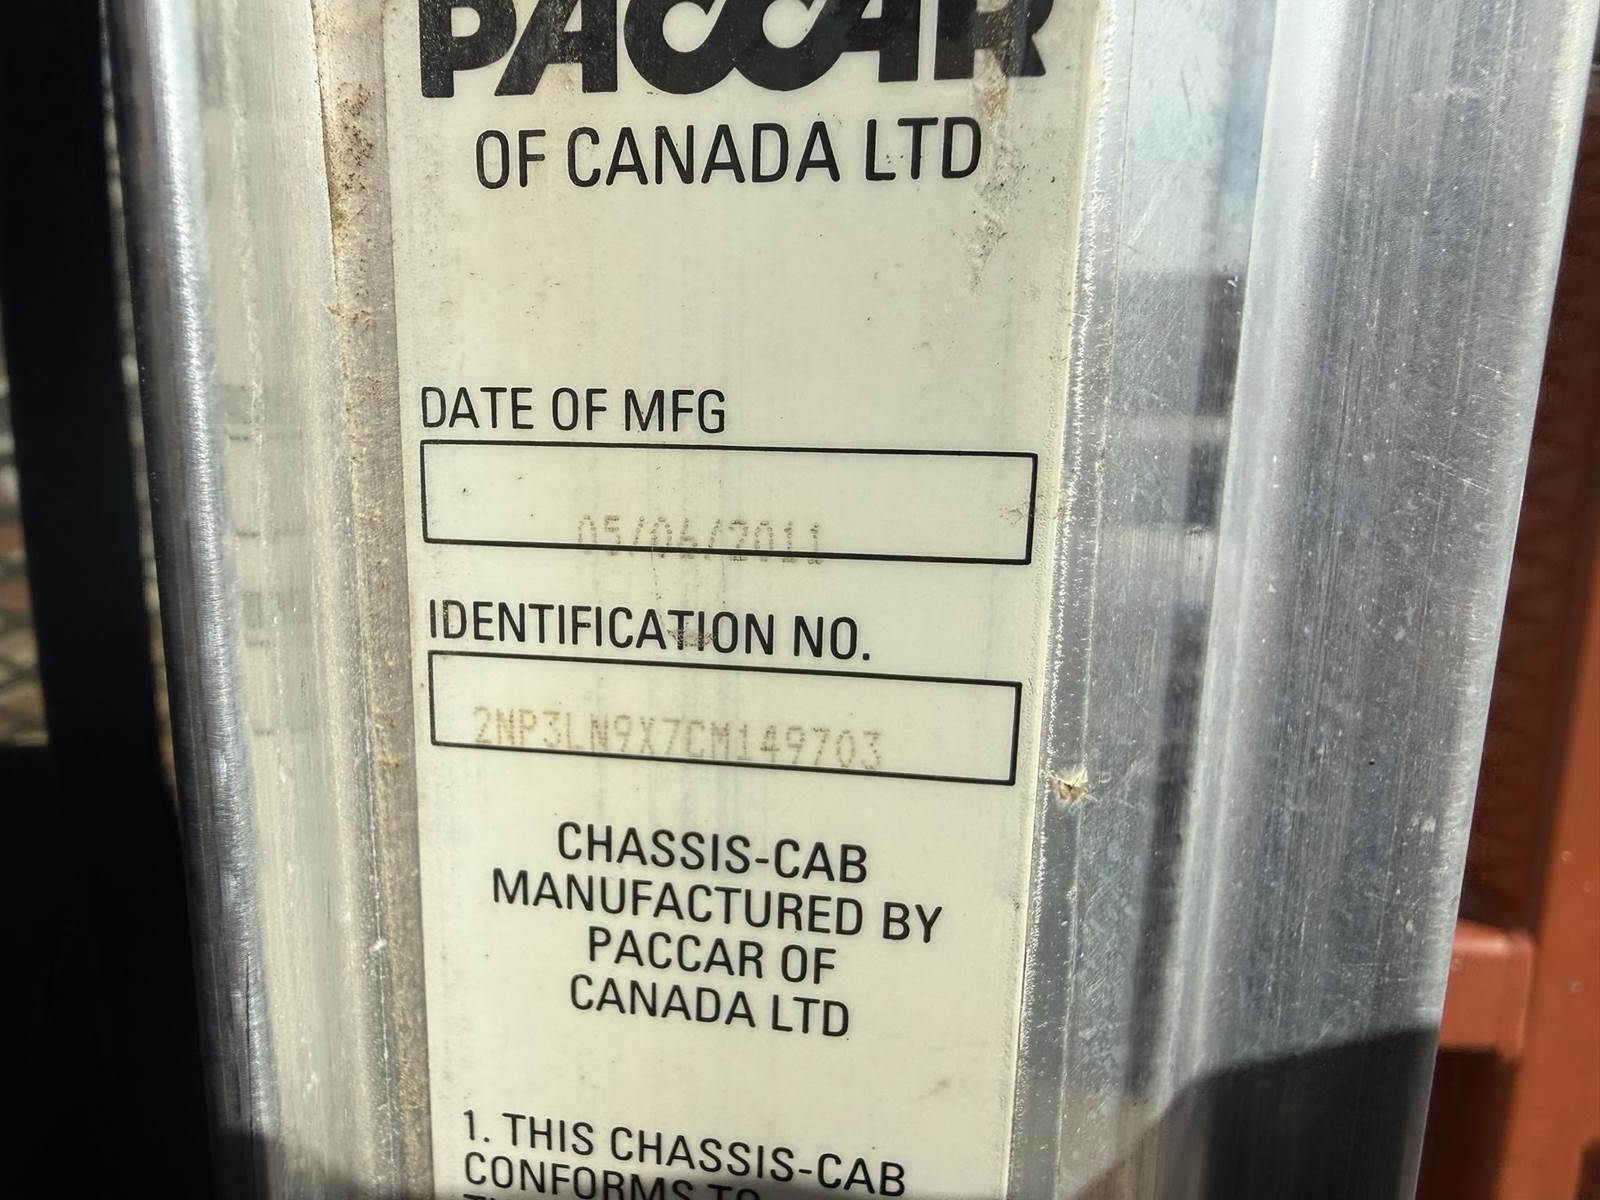 PACCAR
OF CANADA LTD
DATE OF MFG
05/06/2011
IDENTIFICATION NO.
2NP3LN9X7CM149703
CHASSIS-CAB
MANUFACTURED BY
PACCAR OF
CANADA LTD
1. THIS CHASSIS-CAB
CONFORMS TO